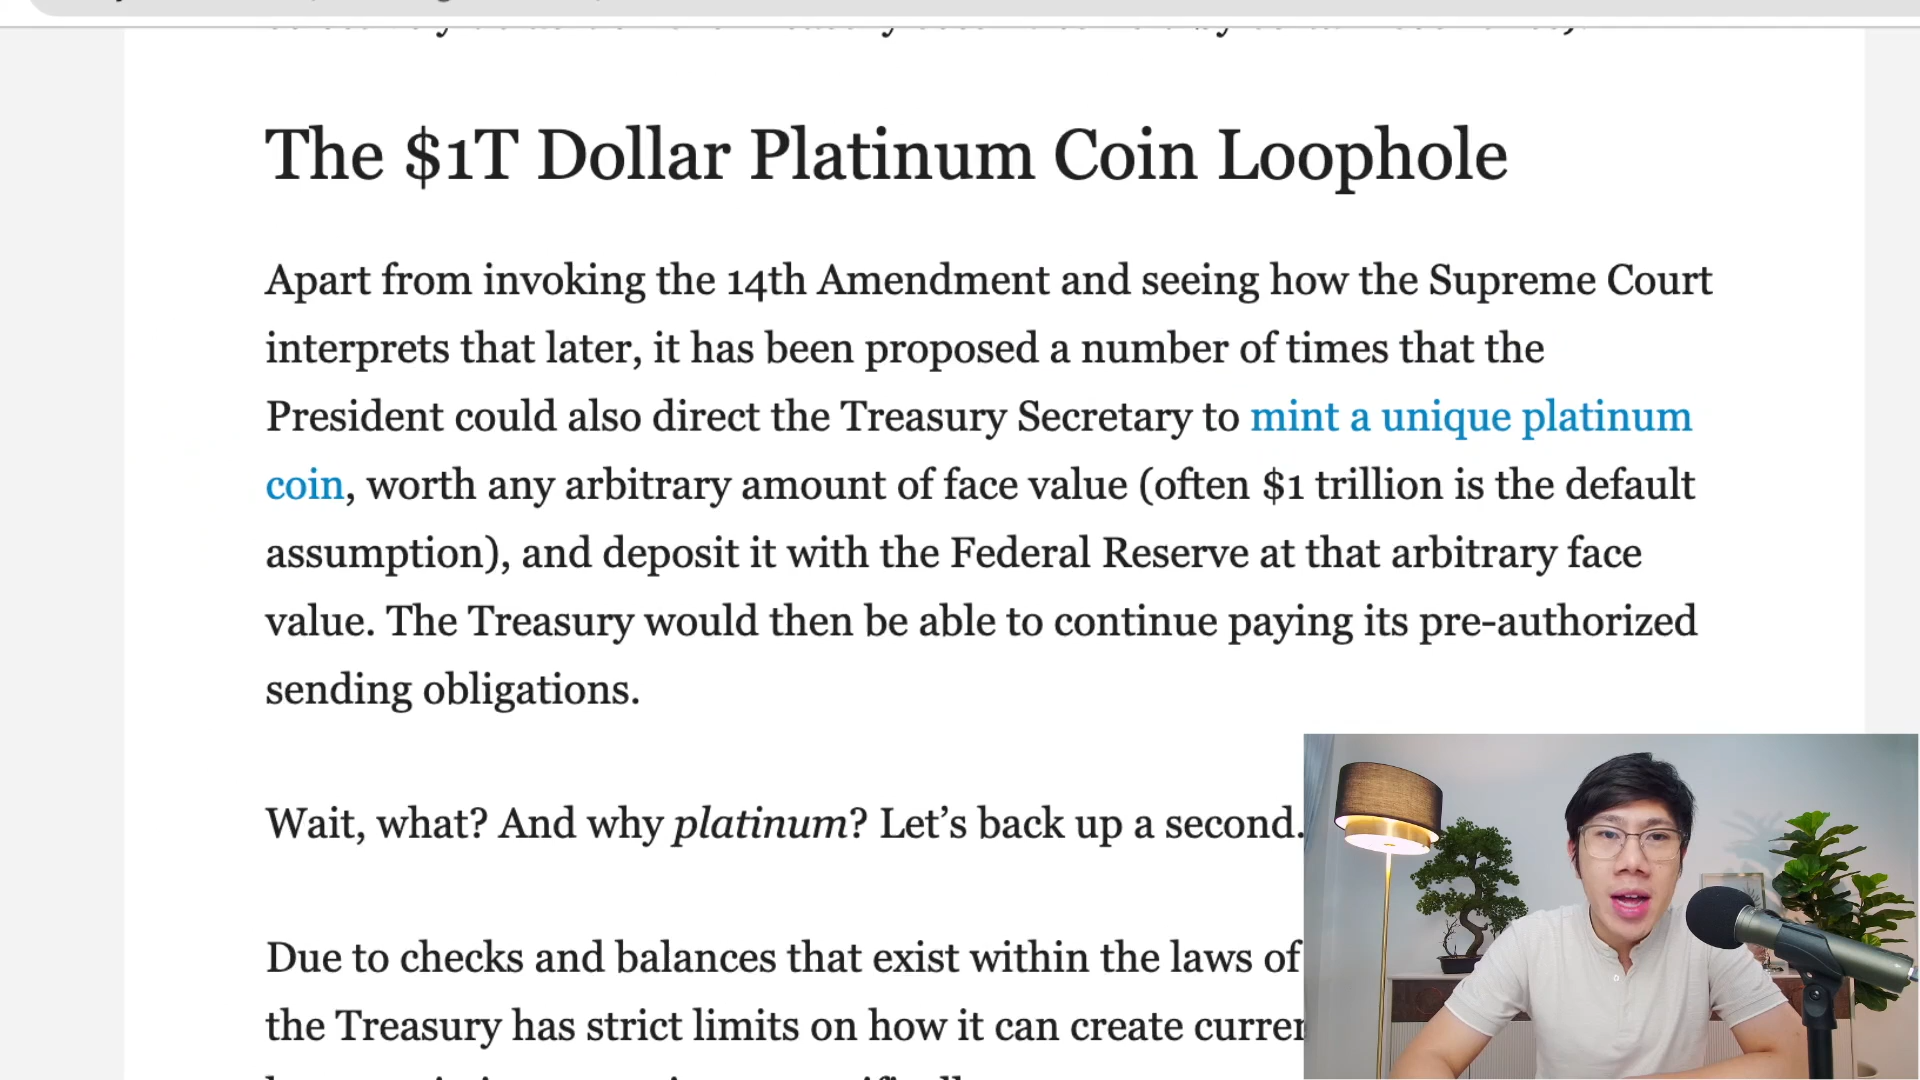 The $1T Dollar Platinum Coin Loophole
Apart from invoking the 14th Amendment and seeing how the Supreme Court
interprets that later, it has been proposed a number of times that the
President could also direct the Treasury Secretary to mint a unique platinum
coin, worth any arbitrary amount of face value (often $1 trillion is the default
assumption), and deposit it with the Federal Reserve at that arbitrary face
value. The Treasury would then be able to continue paying its pre-authorized
sending obligations.
Wait, what? And why platinum? Let’s back up a second.
Due to checks and balances that exist within the laws of
the Treasury has strict limits on how it can create